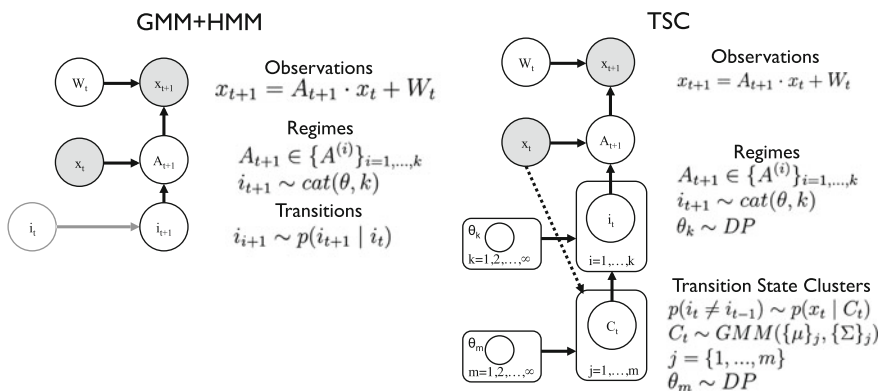 GMM+HMM
W_t
x_{t+1}
x_t
A_{t+1}
i_t
i_{t+1}
Observations
x_{t+1} = A_{t+1} · x_t + W_t
Regimes
A_{t+1} ∈ {A^{(i)}}_{i=1,...,k}
i_{t+1} ∼ cat(θ, k)
Transitions
i_{i+1} ∼ p(i_{t+1} | i_t)
TSC
W_t
x_{t+1}
x_t
A_{t+1}
i_t
i=1,...,k
θ_k
k=1,2,...,∞
C_t
j=1,...,m
θ_m
m=1,2,...,∞
Observations
x_{t+1} = A_{t+1} · x_t + W_t
Regimes
A_{t+1} ∈ {A^{(i)}}_{i=1,...,k}
i_{t+1} ∼ cat(θ, k)
θ_k ∼ DP
Transition State Clusters
p(i_t ≠ i_{t−1}) ∼ p(x_t | C_t)
C_t ∼ GMM({μ}_j, {Σ}_j)
j = {1, ..., m}
θ_m ∼ DP